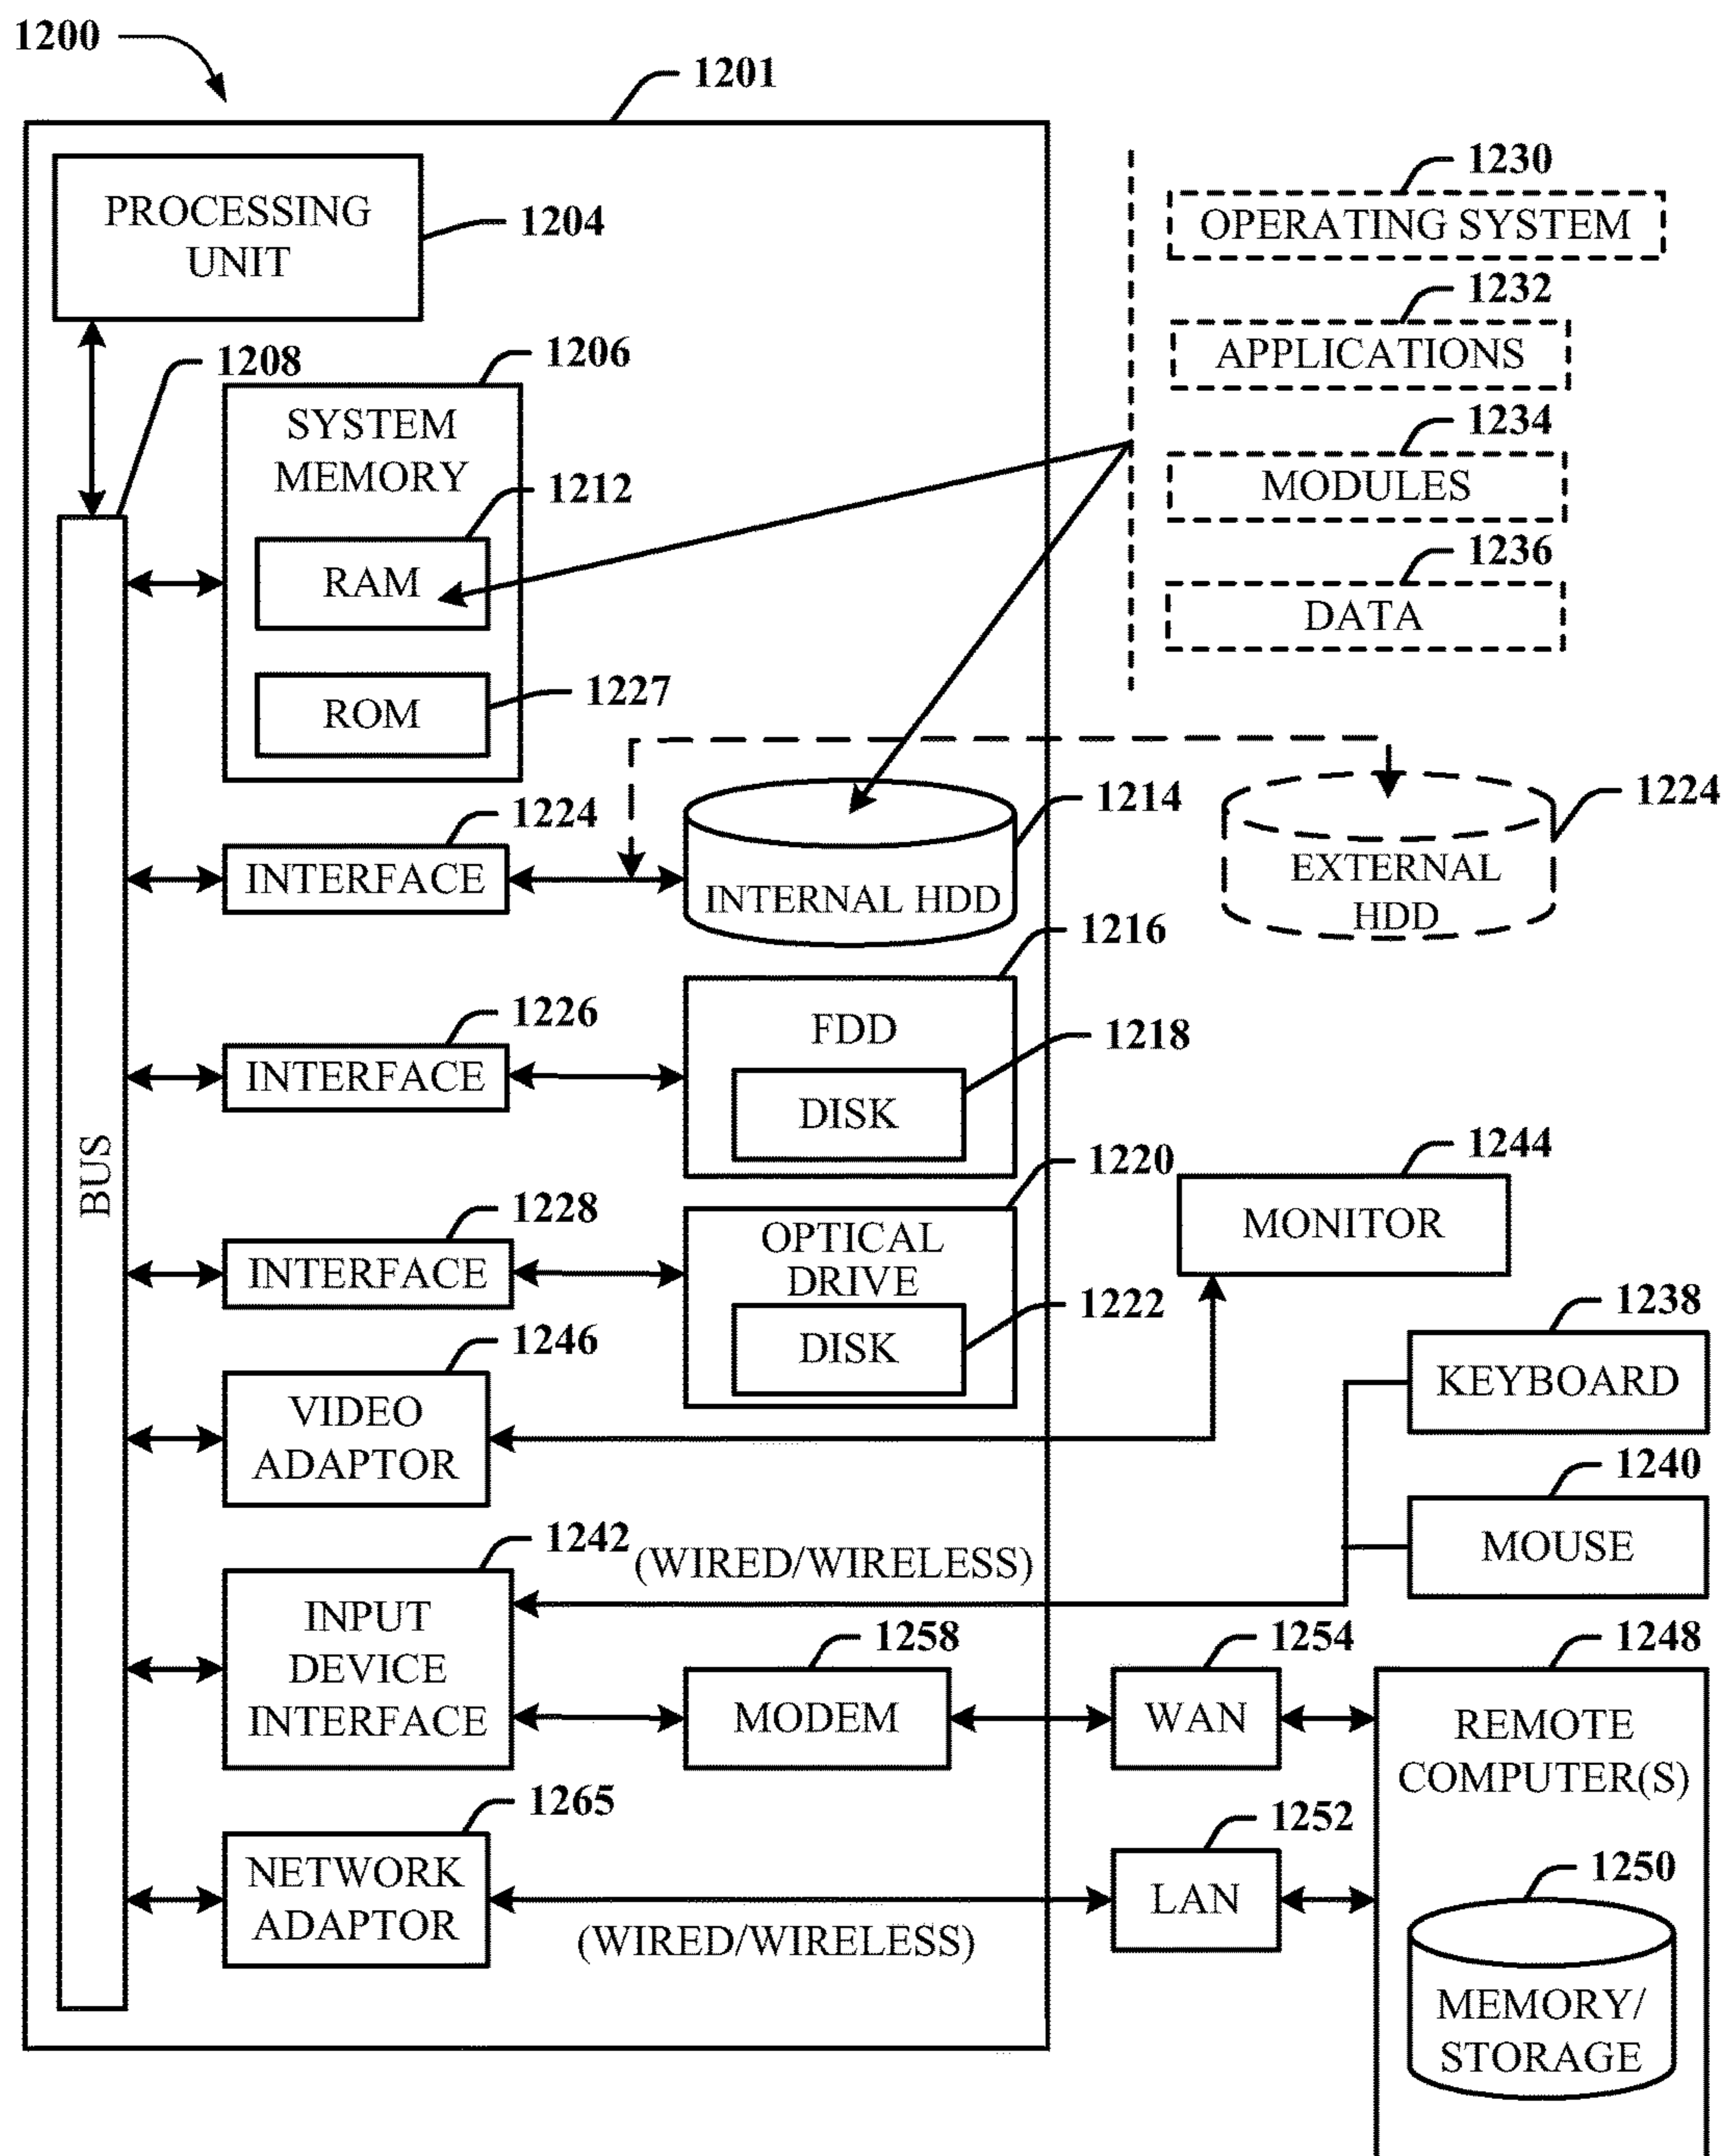 1200
1201
PROCESSING
UNIT
1204
1230
OPERATING SYSTEM
1232
APPLICATIONS
1234
MODULES
1236
DATA
1208
1206
SYSTEM
MEMORY
1212
RAM
1227
ROM
1224
INTERFACE
1214
INTERNAL HDD
1224
EXTERNAL
HDD
1226
INTERFACE
1216
FDD
1218
DISK
BUS
1228
INTERFACE
1220
OPTICAL
DRIVE
1222
DISK
1244
MONITOR
1246
VIDEO
ADAPTOR
1238
KEYBOARD
1240
MOUSE
1242
(WIRED/WIRELESS)
INPUT
DEVICE
INTERFACE
1258
MODEM
1254
WAN
1248
REMOTE
COMPUTER(S)
1265
NETWORK
ADAPTOR
(WIRED/WIRELESS)
1252
LAN
1250
MEMORY/
STORAGE